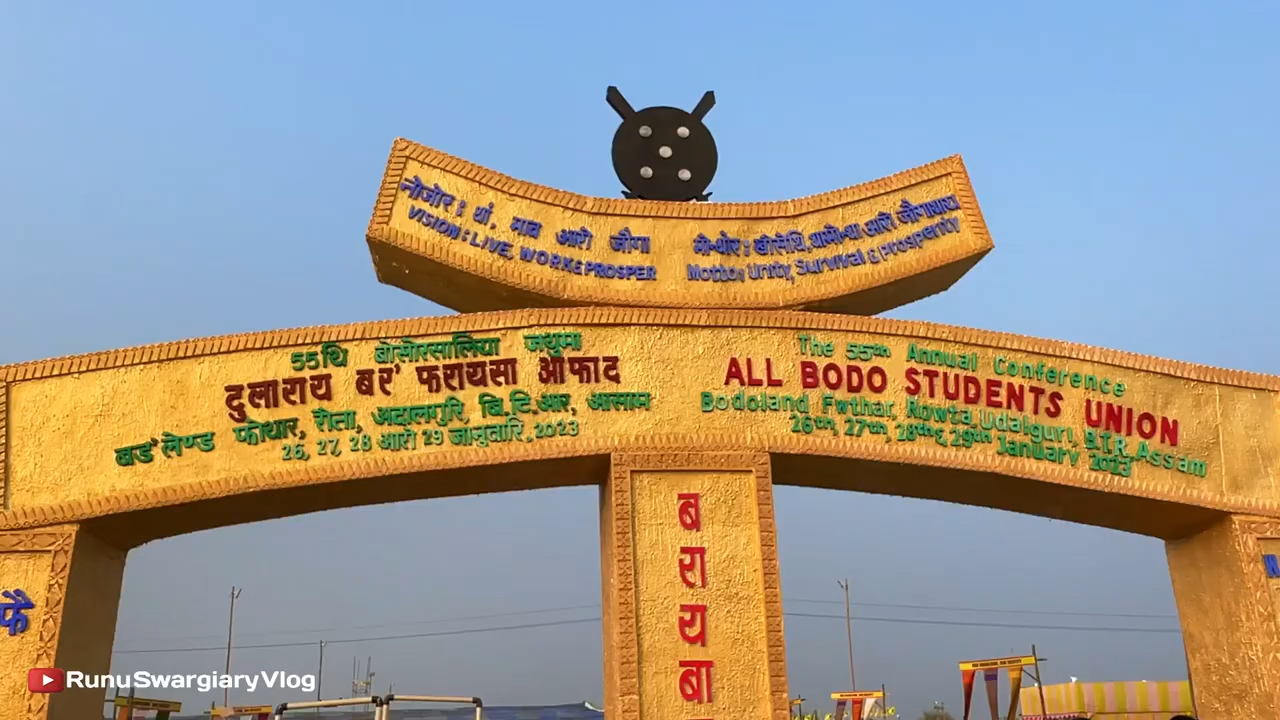 नोजोर : थां, माव आरो जौगा
VISION : LIVE, WORK & PROSPER
Motto: Unity, Survival & Prosperity
55थि बोसोरसालिया जथुमा
दुलाराय बर' फरायसा आफाद
बड'लेण्ड फोथार, रौता, अदालगुरि, बि.टि.आर, आसाम
26, 27, 28 आरो 29 जानुवारि, 2023
The 55th Annual Conference
ALL BODO STUDENTS UNION
Bodoland Fwthar, Rowta, Udalguri, BTR, Assam
26th, 27th, 28th & 29th January 2023
ब
रा
य
बा
फै
RunuSwargiaryVlog